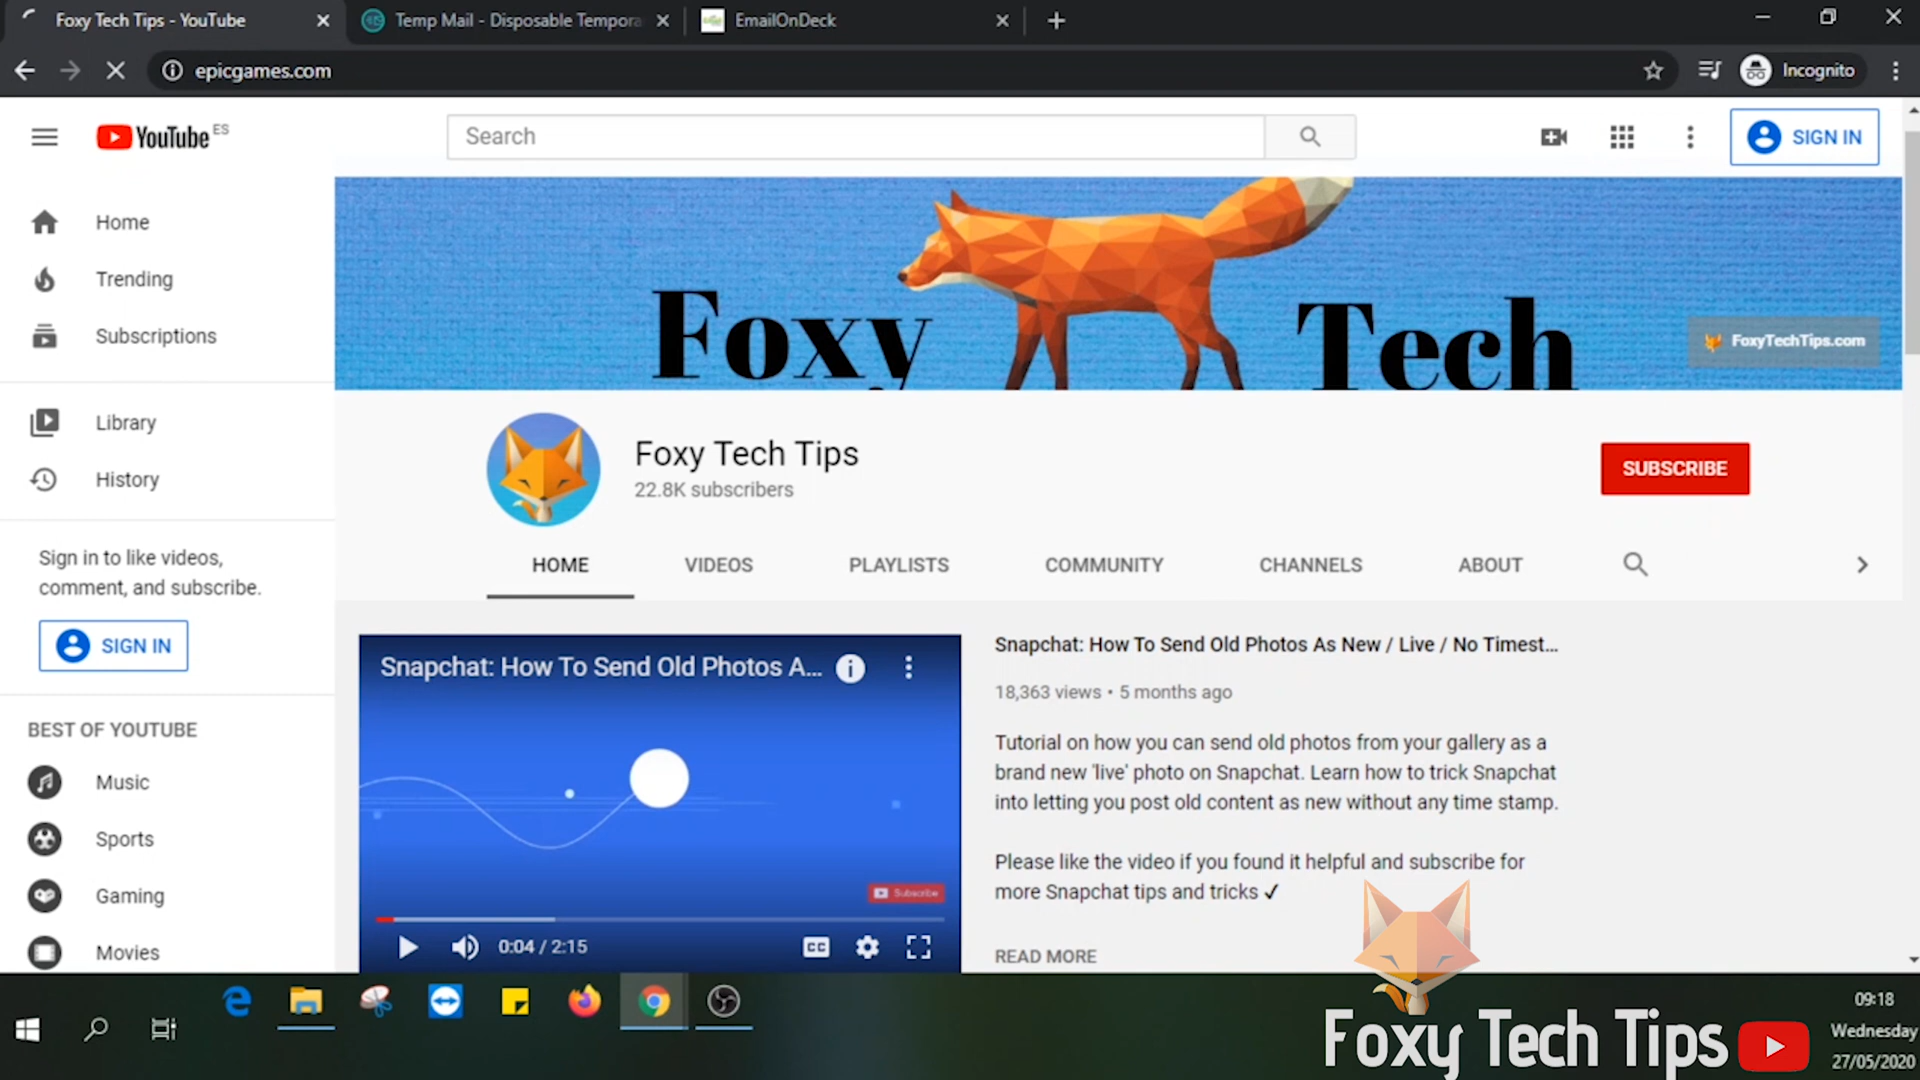 Foxy Tech Tips - YouTube
Temp Mail - Disposable Tempora
EmailOnDeck
epicgames.com
Incognito
YouTube ES
Search
SIGN IN
Home
Trending
Subscriptions
Library
History
Sign in to like videos,
comment, and subscribe.
SIGN IN
BEST OF YOUTUBE
Music
Sports
Gaming
Movies
Foxy Tech
FoxyTechTips.com
Foxy Tech Tips
22.8K subscribers
SUBSCRIBE
HOME
VIDEOS
PLAYLISTS
COMMUNITY
CHANNELS
ABOUT
Snapchat: How To Send Old Photos A...
Subscribe
0:04 / 2:15
CC
Snapchat: How To Send Old Photos As New / Live / No Timest...
18,363 views • 5 months ago
Tutorial on how you can send old photos from your gallery as a
brand new 'live' photo on Snapchat. Learn how to trick Snapchat
into letting you post old content as new without any time stamp.
Please like the video if you found it helpful and subscribe for
more Snapchat tips and tricks ✓
READ MORE
Foxy Tech Tips
09:18
Wednesday
27/05/2020